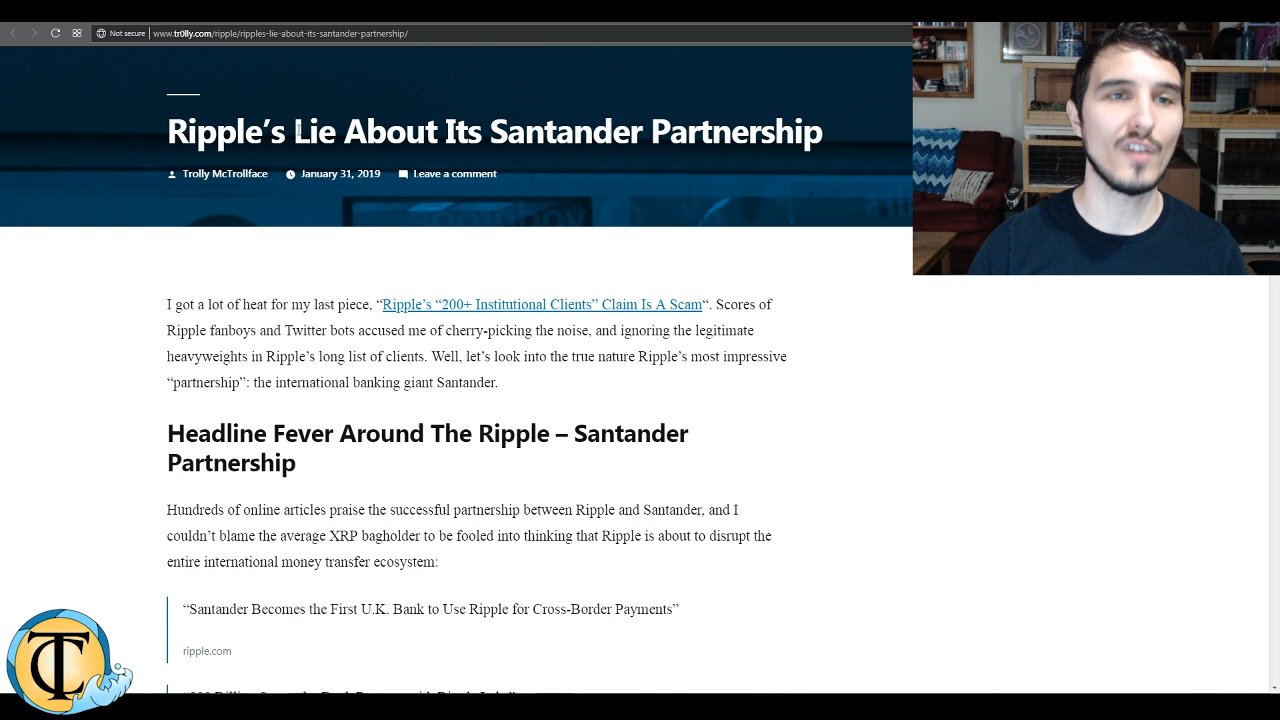 Not secure
www.tr0lly.com/ripple/ripples-lie-about-its-santander-partnership/
Ripple’s Lie About Its Santander Partnership
Trolly McTrollface January 31, 2019 Leave a comment
I got a lot of heat for my last piece, “Ripple’s “200+ Institutional Clients” Claim Is A Scam“. Scores of
Ripple fanboys and Twitter bots accused me of cherry-picking the noise, and ignoring the legitimate
heavyweights in Ripple’s long list of clients. Well, let’s look into the true nature Ripple’s most impressive
“partnership”: the international banking giant Santander.
Headline Fever Around The Ripple – Santander
Partnership
Hundreds of online articles praise the successful partnership between Ripple and Santander, and I
couldn’t blame the average XRP bagholder to be fooled into thinking that Ripple is about to disrupt the
entire international money transfer ecosystem:
“Santander Becomes the First U.K. Bank to Use Ripple for Cross-Border Payments”
ripple.com
TC